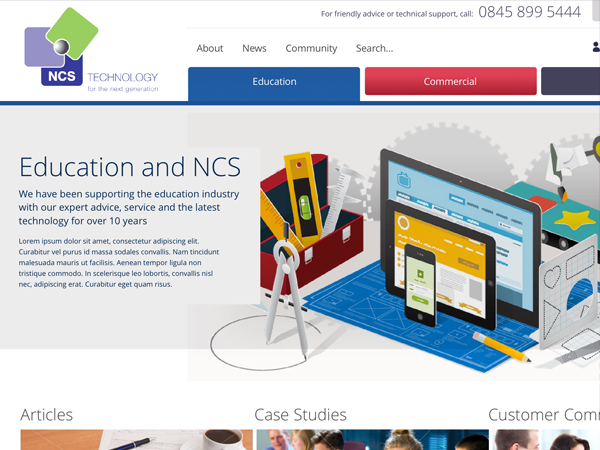 For friendly advice or technical support, call: 0845 899 5444
NCS TECHNOLOGY
for the next generation
About News Community Search...
Education Commercial
Education and NCS
We have been supporting the education industry
with our expert advice, service and the latest
technology for over 10 years
Lorem ipsum dolor sit amet, consectetur adipiscing elit.
Curabitur vel purus id massa sodales convallis. Nam tincidunt
malesuada mauris ut facilisis. Aenean tempor ligula non
tristique commodo. In scelerisque leo lobortis, convallis nisl
nec, adipiscing erat. Curabitur eget quam risus.
Articles Case Studies Customer Com